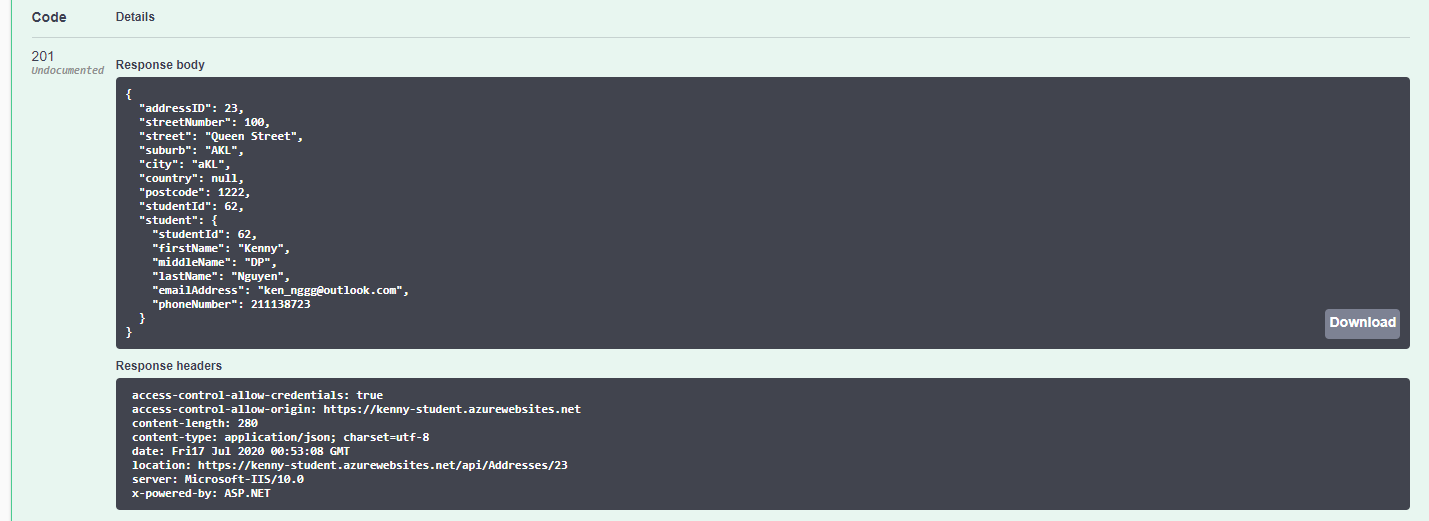 Code Details
201
Undocumented
Response body
{
  "addressID": 23,
  "streetNumber": 100,
  "street": "Queen Street",
  "suburb": "AKL",
  "city": "aKL",
  "country": null,
  "postcode": 1222,
  "studentId": 62,
  "student": {
    "studentId": 62,
    "firstName": "Kenny",
    "middleName": "DP",
    "lastName": "Nguyen",
    "emailAddress": "ken_nggg@outlook.com",
    "phoneNumber": 211138723
  }
}
Download
Response headers
access-control-allow-credentials: true
access-control-allow-origin: https://kenny-student.azurewebsites.net
content-length: 280
content-type: application/json; charset=utf-8
date: Fri17 Jul 2020 00:53:08 GMT
location: https://kenny-student.azurewebsites.net/api/Addresses/23
server: Microsoft-IIS/10.0
x-powered-by: ASP.NET